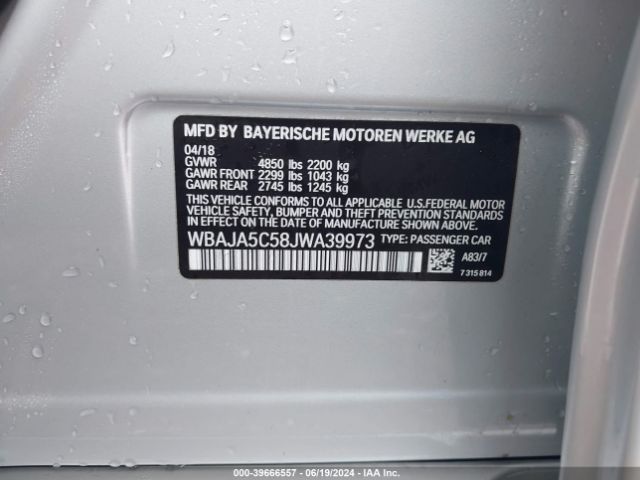 MFD BY BAYERISCHE MOTOREN WERKE AG
04/18
GVWR 4850 lbs 2200 kg
GAWR FRONT 2299 lbs 1043 kg
GAWR REAR 2745 lbs 1245 kg
THIS VEHICLE CONFORMS TO ALL APPLICABLE U.S.FEDERAL MOTOR
VEHICLE SAFETY, BUMPER AND THEFT PREVENTION STANDARDS
IN EFFECT ON THE DATE OF MANUFACTURE SHOWN ABOVE.
WBAJA5C58JWA39973 TYPE: PASSENGER CAR
A83/7
7 315 814
000-39666557 - 06/19/2024 - IAA Inc.